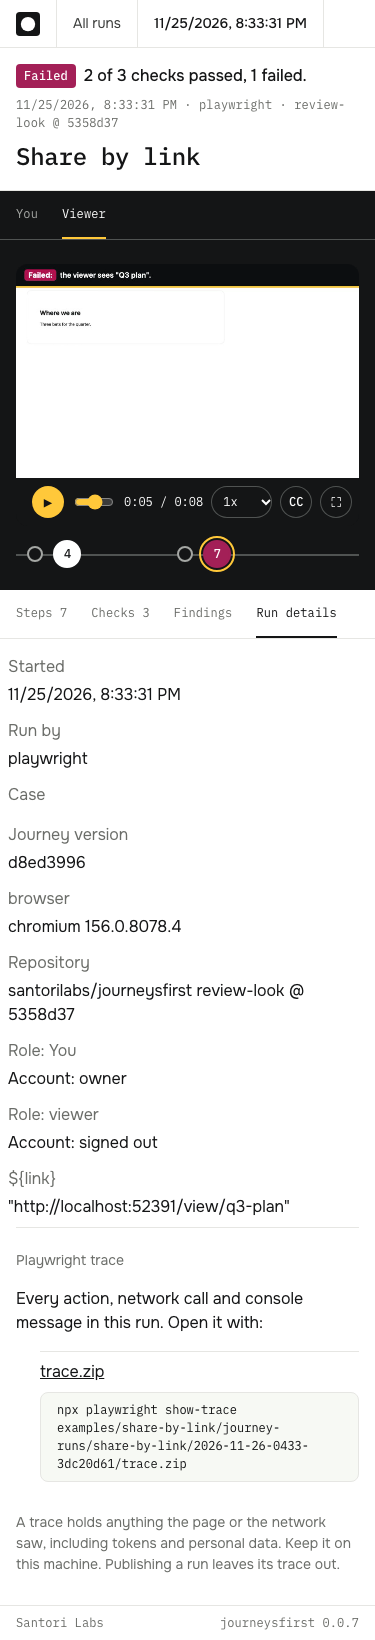 All runs
11/25/2026, 8:33:31 PM
Failed 2 of 3 checks passed, 1 failed.
11/25/2026, 8:33:31 PM · playwright · review-
look @ 5358d37
Share by link
You Viewer
Failed: the viewer sees "Q3 plan".
Where we are
Three bets for the quarter.
0:05 / 0:08 1x CC
4 7
Steps 7 Checks 3 Findings Run details
Started
11/25/2026, 8:33:31 PM
Run by
playwright
Case
Journey version
d8ed3996
browser
chromium 156.0.8078.4
Repository
santorilabs/journeysfirst review-look @
5358d37
Role: You
Account: owner
Role: viewer
Account: signed out
${link}
"http://localhost:52391/view/q3-plan"
Playwright trace
Every action, network call and console
message in this run. Open it with:
trace.zip
npx playwright show-trace
examples/share-by-link/journey-
runs/share-by-link/2026-11-26-0433-
3dc20d61/trace.zip
A trace holds anything the page or the network
saw, including tokens and personal data. Keep it on
this machine. Publishing a run leaves its trace out.
Santori Labs journeysfirst 0.0.7